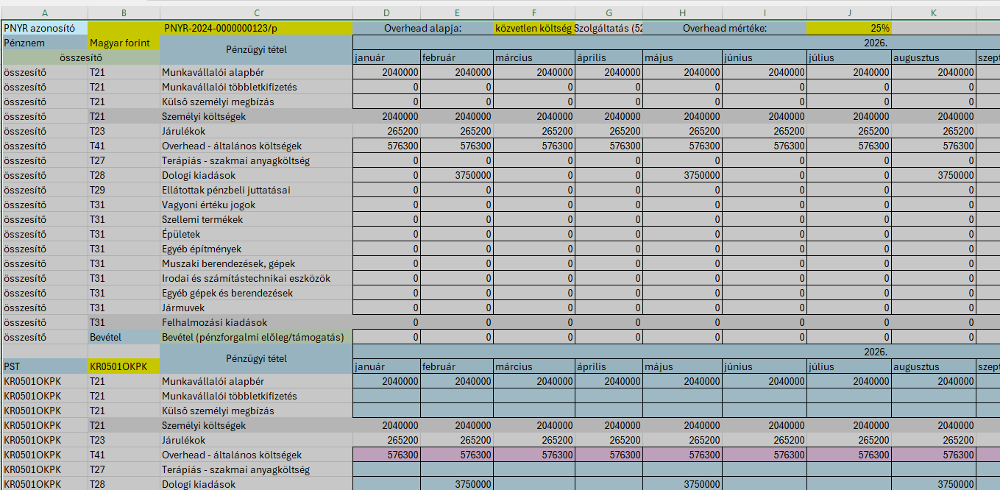 A B C D E F G H I J K
PNYR azonosító PNYR-2024-0000000123/p Overhead alapja: közvetlen költség Szolgáltatás (52 Overhead mértéke: 25%
Pénznem Magyar forint Pénzügyi tétel 2026.
összesítő január február március április május június július augusztus szept
összesítő T21 Munkavállalói alapbér 2040000 2040000 2040000 2040000 2040000 2040000 2040000 2040000
összesítő T21 Munkavállalói többletkifizetés 0 0 0 0 0 0 0 0
összesítő T21 Külső személyi megbízás 0 0 0 0 0 0 0 0
összesítő T21 Személyi költségek 2040000 2040000 2040000 2040000 2040000 2040000 2040000 2040000
összesítő T23 Járulékok 265200 265200 265200 265200 265200 265200 265200 265200
összesítő T41 Overhead - általános költségek 576300 576300 576300 576300 576300 576300 576300 576300
összesítő T27 Terápiás - szakmai anyagköltség 0 0 0 0 0 0 0 0
összesítő T28 Dologi kiadások 0 3750000 0 0 3750000 0 0 3750000
összesítő T29 Ellátottak pénzbeli juttatásai 0 0 0 0 0 0 0 0
összesítő T31 Vagyoni értéku jogok 0 0 0 0 0 0 0 0
összesítő T31 Szellemi termékek 0 0 0 0 0 0 0 0
összesítő T31 Épületek 0 0 0 0 0 0 0 0
összesítő T31 Egyéb építmények 0 0 0 0 0 0 0 0
összesítő T31 Muszaki berendezések, gépek 0 0 0 0 0 0 0 0
összesítő T31 Irodai és számítástechnikai eszközök 0 0 0 0 0 0 0 0
összesítő T31 Egyéb gépek és berendezések 0 0 0 0 0 0 0 0
összesítő T31 Jármuvek 0 0 0 0 0 0 0 0
összesítő T31 Felhalmozási kiadások 0 0 0 0 0 0 0 0
összesítő Bevétel Bevétel (pénzforgalmi előleg/támogatás) 0 0 0 0 0 0 0 0
Pénzügyi tétel 2026.
PST KR0501OKPK január február március április május június július augusztus szept
KR0501OKPK T21 Munkavállalói alapbér 2040000 2040000 2040000 2040000 2040000 2040000 2040000 2040000
KR0501OKPK T21 Munkavállalói többletkifizetés
KR0501OKPK T21 Külső személyi megbízás
KR0501OKPK T21 Személyi költségek 2040000 2040000 2040000 2040000 2040000 2040000 2040000 2040000
KR0501OKPK T23 Járulékok 265200 265200 265200 265200 265200 265200 265200 265200
KR0501OKPK T41 Overhead - általános költségek 576300 576300 576300 576300 576300 576300 576300 576300
KR0501OKPK T27 Terápiás - szakmai anyagköltség
KR0501OKPK T28 Dologi kiadások 3750000 3750000 3750000